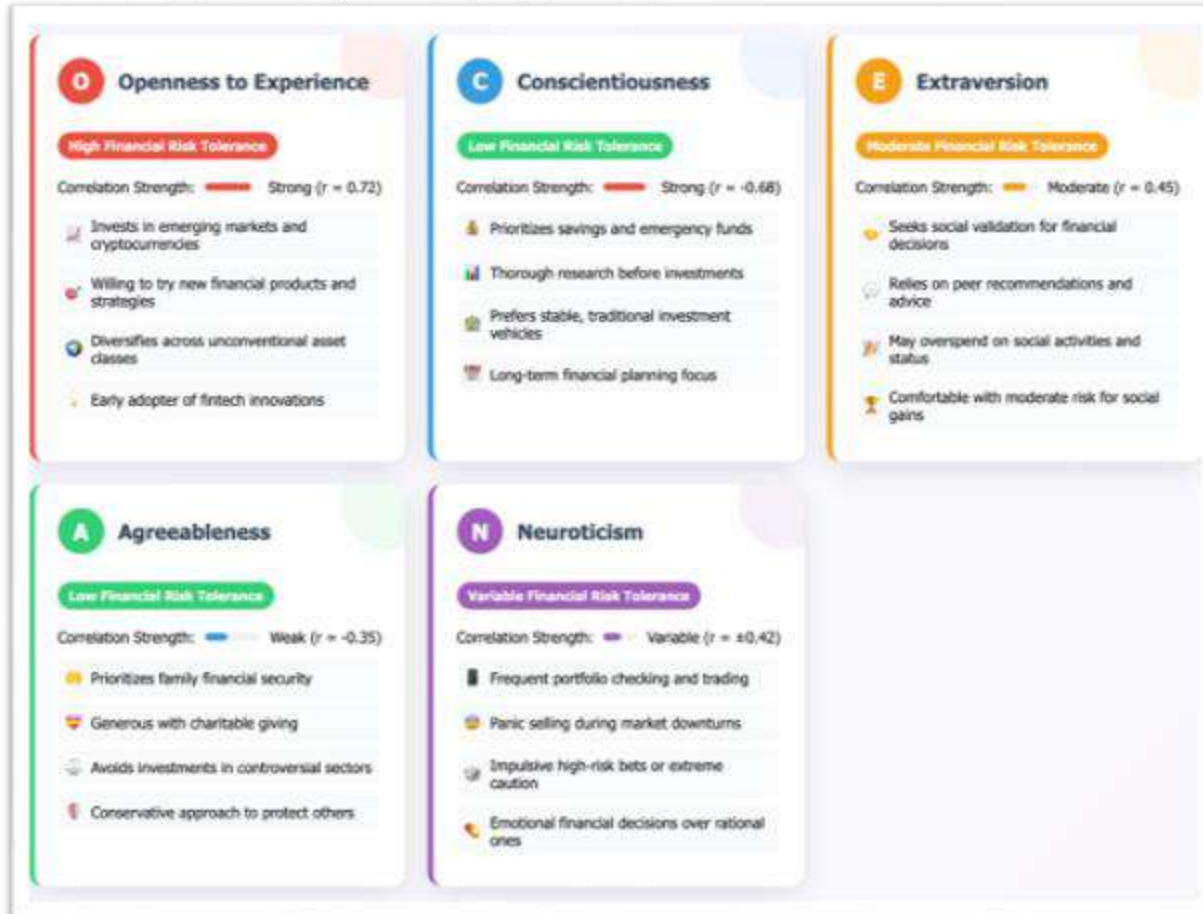 O Openness to Experience
High Financial Risk Tolerance
Correlation Strength: Strong (r = 0.72)
Invests in emerging markets and
cryptocurrencies
Willing to try new financial products and
strategies
Diversifies across unconventional asset
classes
Early adopter of fintech innovations
C Conscientiousness
Low Financial Risk Tolerance
Correlation Strength: Strong (r = -0.68)
Prioritizes savings and emergency funds
Thorough research before investments
Prefers stable, traditional investment
vehicles
Long-term financial planning focus
E Extraversion
Moderate Financial Risk Tolerance
Correlation Strength: Moderate (r = 0.45)
Seeks social validation for financial
decisions
Relies on peer recommendations and
advice
May overspend on social activities and
status
Comfortable with moderate risk for social
gains
A Agreeableness
Low Financial Risk Tolerance
Correlation Strength: Weak (r = -0.35)
Prioritizes family financial security
Generous with charitable giving
Avoids investments in controversial sectors
Conservative approach to protect others
N Neuroticism
Variable Financial Risk Tolerance
Correlation Strength: Variable (r = ±0.42)
Frequent portfolio checking and trading
Panic selling during market downturns
Impulsive high-risk bets or extreme
caution
Emotional financial decisions over rational
ones